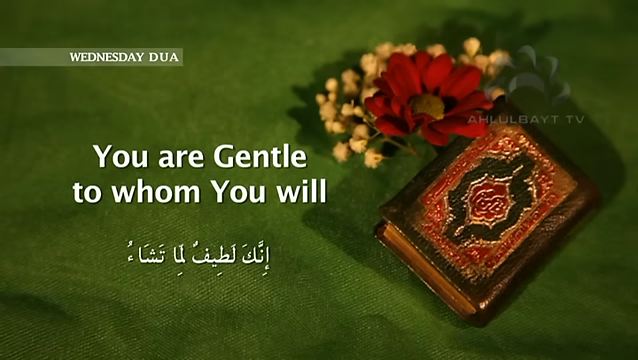 WEDNESDAY DUA
AHLULBAYT TV
You are Gentle
to whom You will
إِنَّكَ لَطِيفٌ لِمَا تَشَاءُ